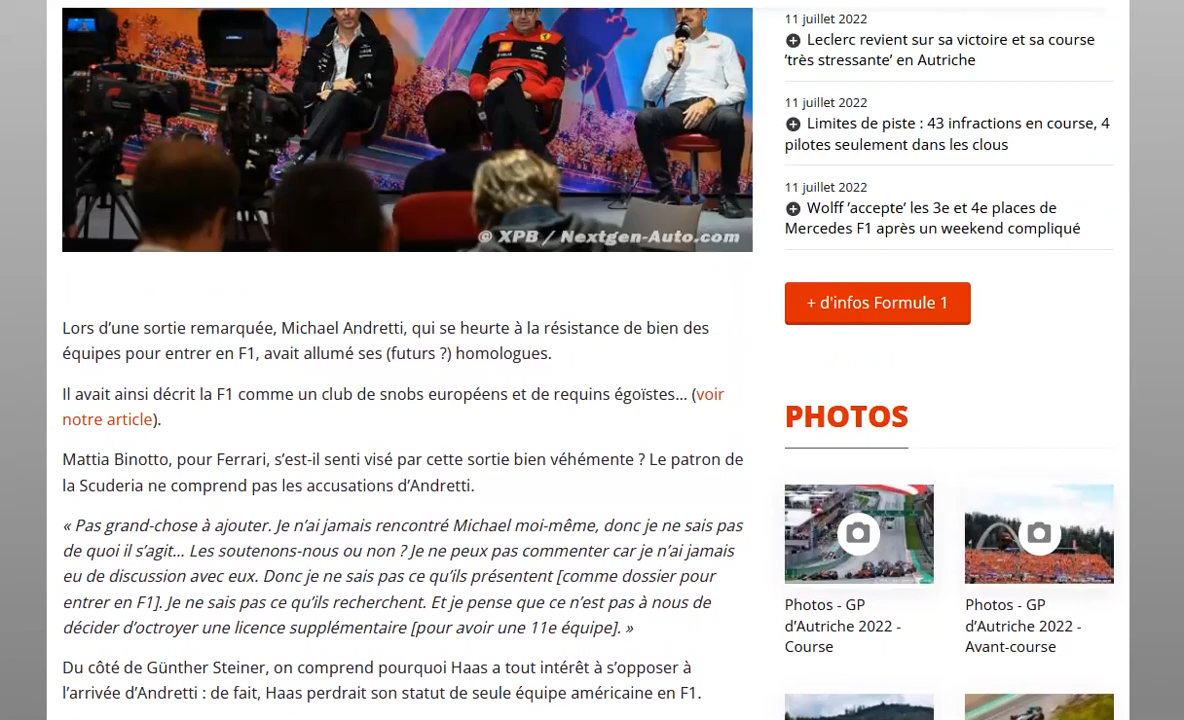 © XPB / Nextgen-Auto.com
Lors d’une sortie remarquée, Michael Andretti, qui se heurte à la résistance de bien des
équipes pour entrer en F1, avait allumé ses (futurs ?) homologues.
Il avait ainsi décrit la F1 comme un club de snobs européens et de requins égoïstes... (voir
notre article).
Mattia Binotto, pour Ferrari, s’est-il senti visé par cette sortie bien véhémente ? Le patron de
la Scuderia ne comprend pas les accusations d’Andretti.
« Pas grand-chose à ajouter. Je n’ai jamais rencontré Michael moi-même, donc je ne sais pas
de quoi il s’agit... Les soutenons-nous ou non ? Je ne peux pas commenter car je n’ai jamais
eu de discussion avec eux. Donc je ne sais pas ce qu’ils présentent [comme dossier pour
entrer en F1]. Je ne sais pas ce qu’ils recherchent. Et je pense que ce n’est pas à nous de
décider d’octroyer une licence supplémentaire [pour avoir une 11e équipe]. »
Du côté de Günther Steiner, on comprend pourquoi Haas a tout intérêt à s’opposer à
l’arrivée d’Andretti : de fait, Haas perdrait son statut de seule équipe américaine en F1.
11 juillet 2022
Leclerc revient sur sa victoire et sa course
‘très stressante’ en Autriche
11 juillet 2022
Limites de piste : 43 infractions en course, 4
pilotes seulement dans les clous
11 juillet 2022
Wolff ‘accepte’ les 3e et 4e places de
Mercedes F1 après un weekend compliqué
+ d'infos Formule 1
PHOTOS
Photos - GP
d’Autriche 2022 -
Course
Photos - GP
d’Autriche 2022 -
Avant-course